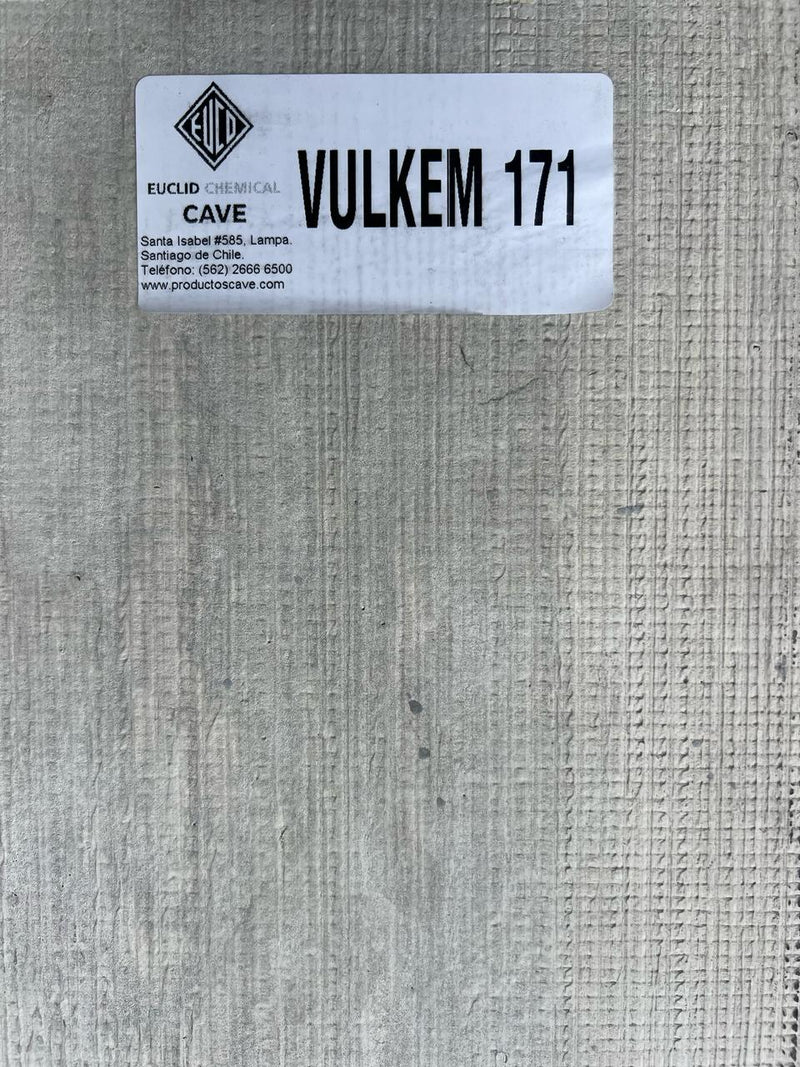 EUCO
EUCLID CHEMICAL
CAVE
Santa Isabel #585, Lampa.
Santiago de Chile.
Teléfono: (562) 2666 6500
www.productoscave.com
VULKEM 171